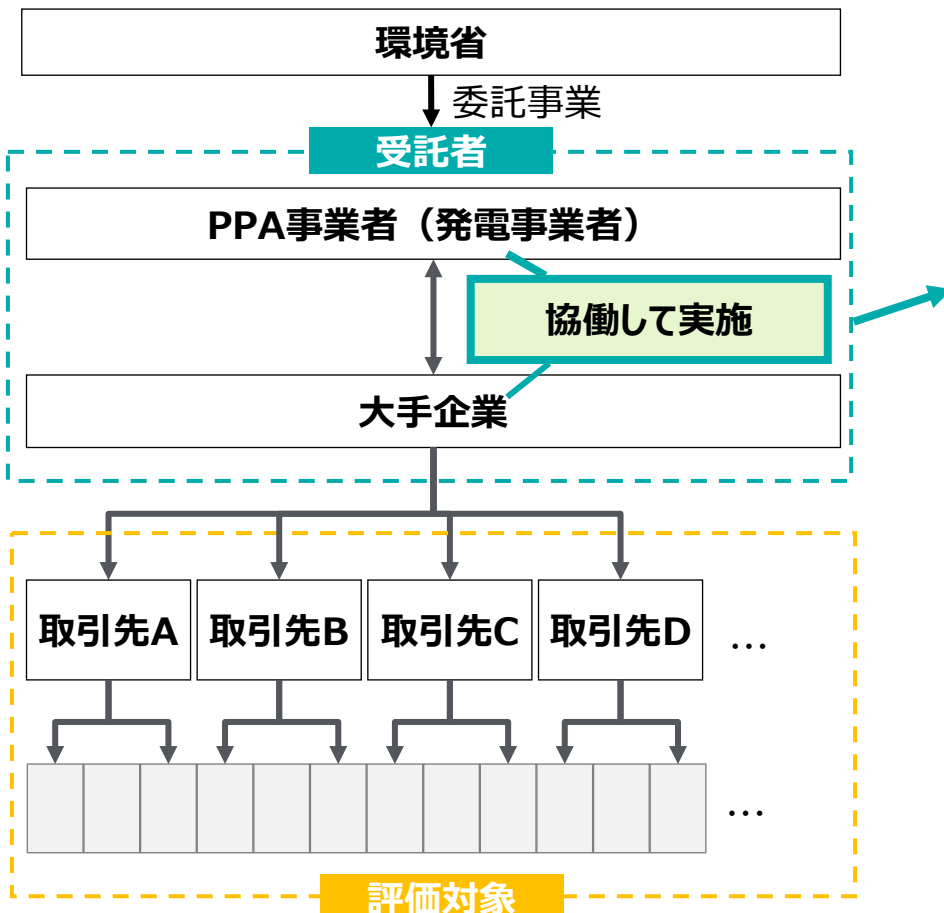 環境省
委託事業
受託者
PPA事業者（発電事業者）
協働して実施
大手企業
取引先A
取引先B
取引先C
取引先D
…
…
評価対象